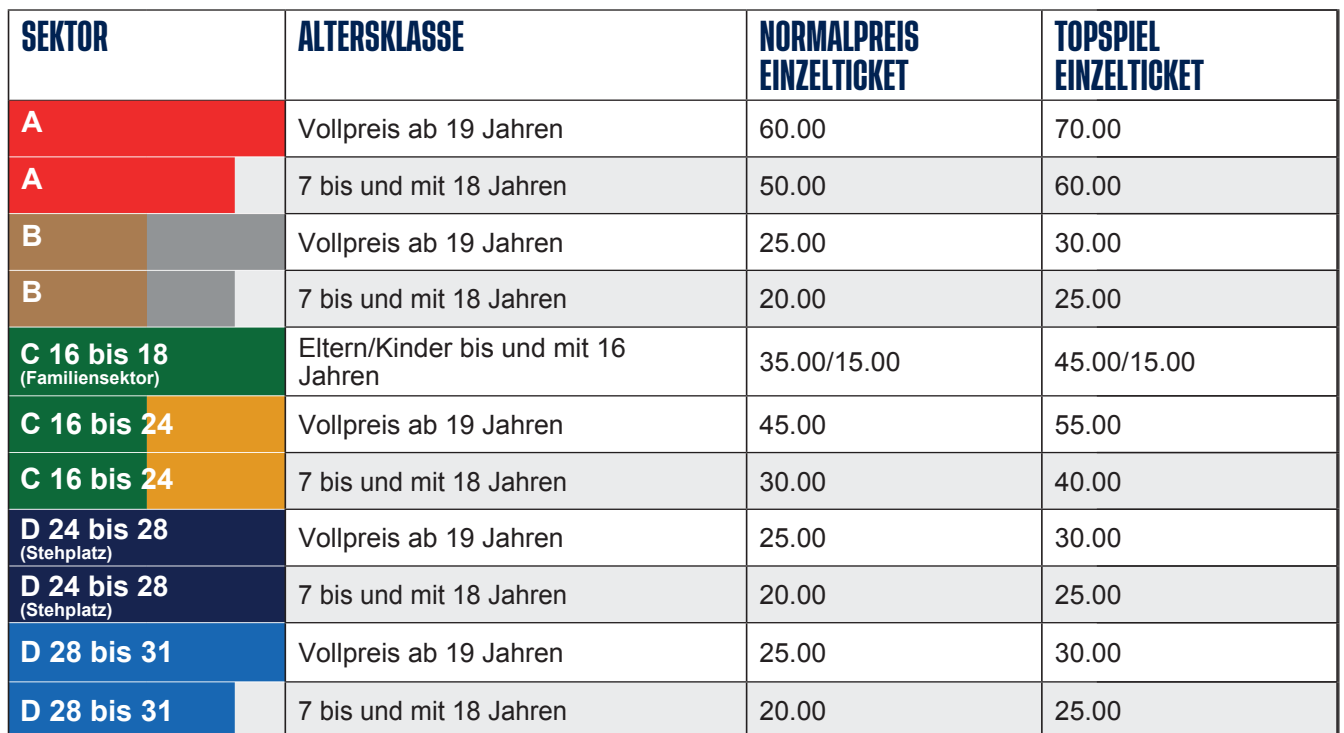 SEKTOR ALTERSKLASSE NORMALPREIS TOPSPIEL
EINZELTICKET EINZELTICKET
A Vollpreis ab 19 Jahren 60.00 70.00
A 7 bis und mit 18 Jahren 50.00 60.00
B Vollpreis ab 19 Jahren 25.00 30.00
B 7 bis und mit 18 Jahren 20.00 25.00
C 16 bis 18 Eltern/Kinder bis und mit 16 35.00/15.00 45.00/15.00
(Familiensektor) Jahren
C 16 bis 24 Vollpreis ab 19 Jahren 45.00 55.00
C 16 bis 24 7 bis und mit 18 Jahren 30.00 40.00
D 24 bis 28 Vollpreis ab 19 Jahren 25.00 30.00
(Stehplatz)
D 24 bis 28 7 bis und mit 18 Jahren 20.00 25.00
(Stehplatz)
D 28 bis 31 Vollpreis ab 19 Jahren 25.00 30.00
D 28 bis 31 7 bis und mit 18 Jahren 20.00 25.00